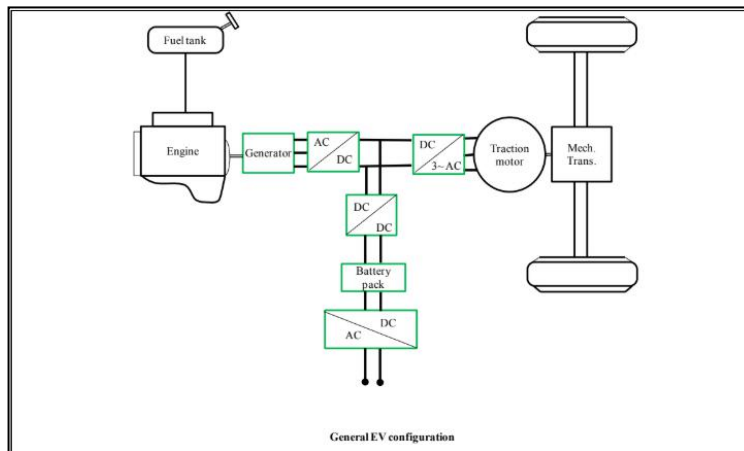 Fuel tank
Engine
Generator
AC
DC
DC
3~ AC
Traction
motor
Mech.
Trans.
DC
DC
Battery
pack
DC
AC
General EV configuration